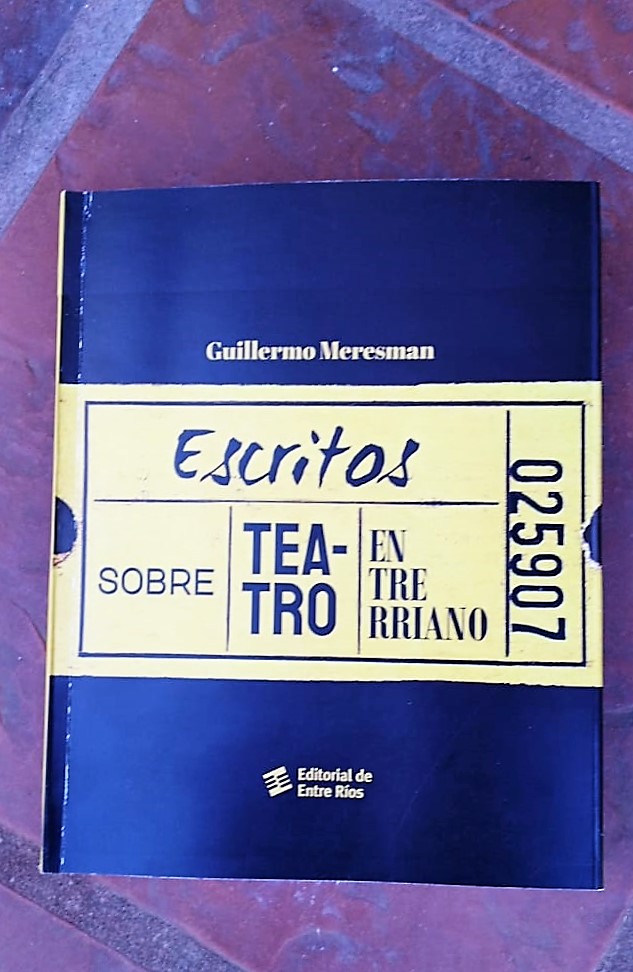 Guillermo Meresman
Escritos
SOBRE
TEA-
TRO
EN
TRE
RRIANO
025907
Editorial de
Entre Ríos